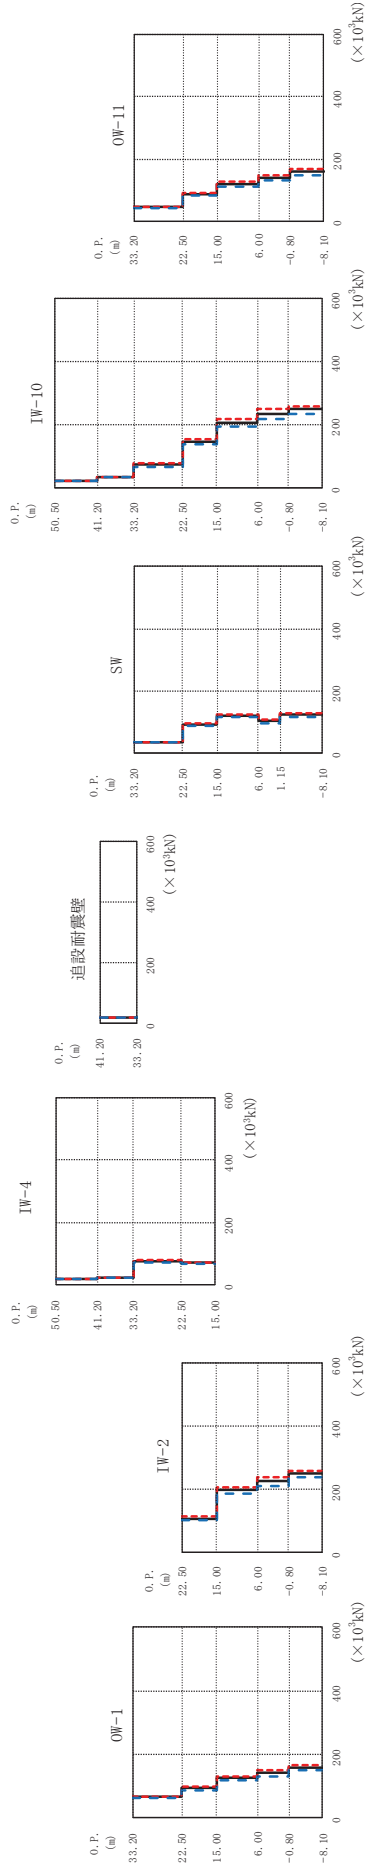 OW-1
O.P.
(m)
33.20
22.50
15.00
6.00
-0.80
-8.10
0
200
400
600
(×10³kN)
IW-2
O.P.
(m)
22.50
15.00
6.00
-0.80
-8.10
0
200
400
600
(×10³kN)
IW-4
O.P.
(m)
50.50
41.20
33.20
22.50
15.00
0
200
400
600
(×10³kN)
追設耐震壁
O.P.
(m)
41.20
33.20
0
200
400
600
(×10³kN)
SW
O.P.
(m)
33.20
22.50
15.00
6.00
1.15
-8.10
0
200
400
600
(×10³kN)
IW-10
O.P.
(m)
50.50
41.20
33.20
22.50
15.00
6.00
-0.80
-8.10
0
200
400
600
(×10³kN)
OW-11
O.P.
(m)
33.20
22.50
15.00
6.00
-0.80
-8.10
0
200
400
600
(×10³kN)